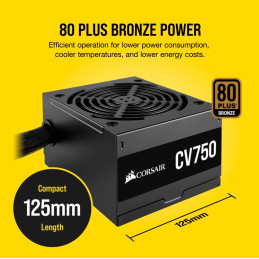 80 PLUS BRONZE POWER
Efficient operation for lower power consumption,
cooler temperatures, and lower energy costs.
80
PLUS
BRONZE
CORSAIR
CV750
Compact
125mm
Length
125mm